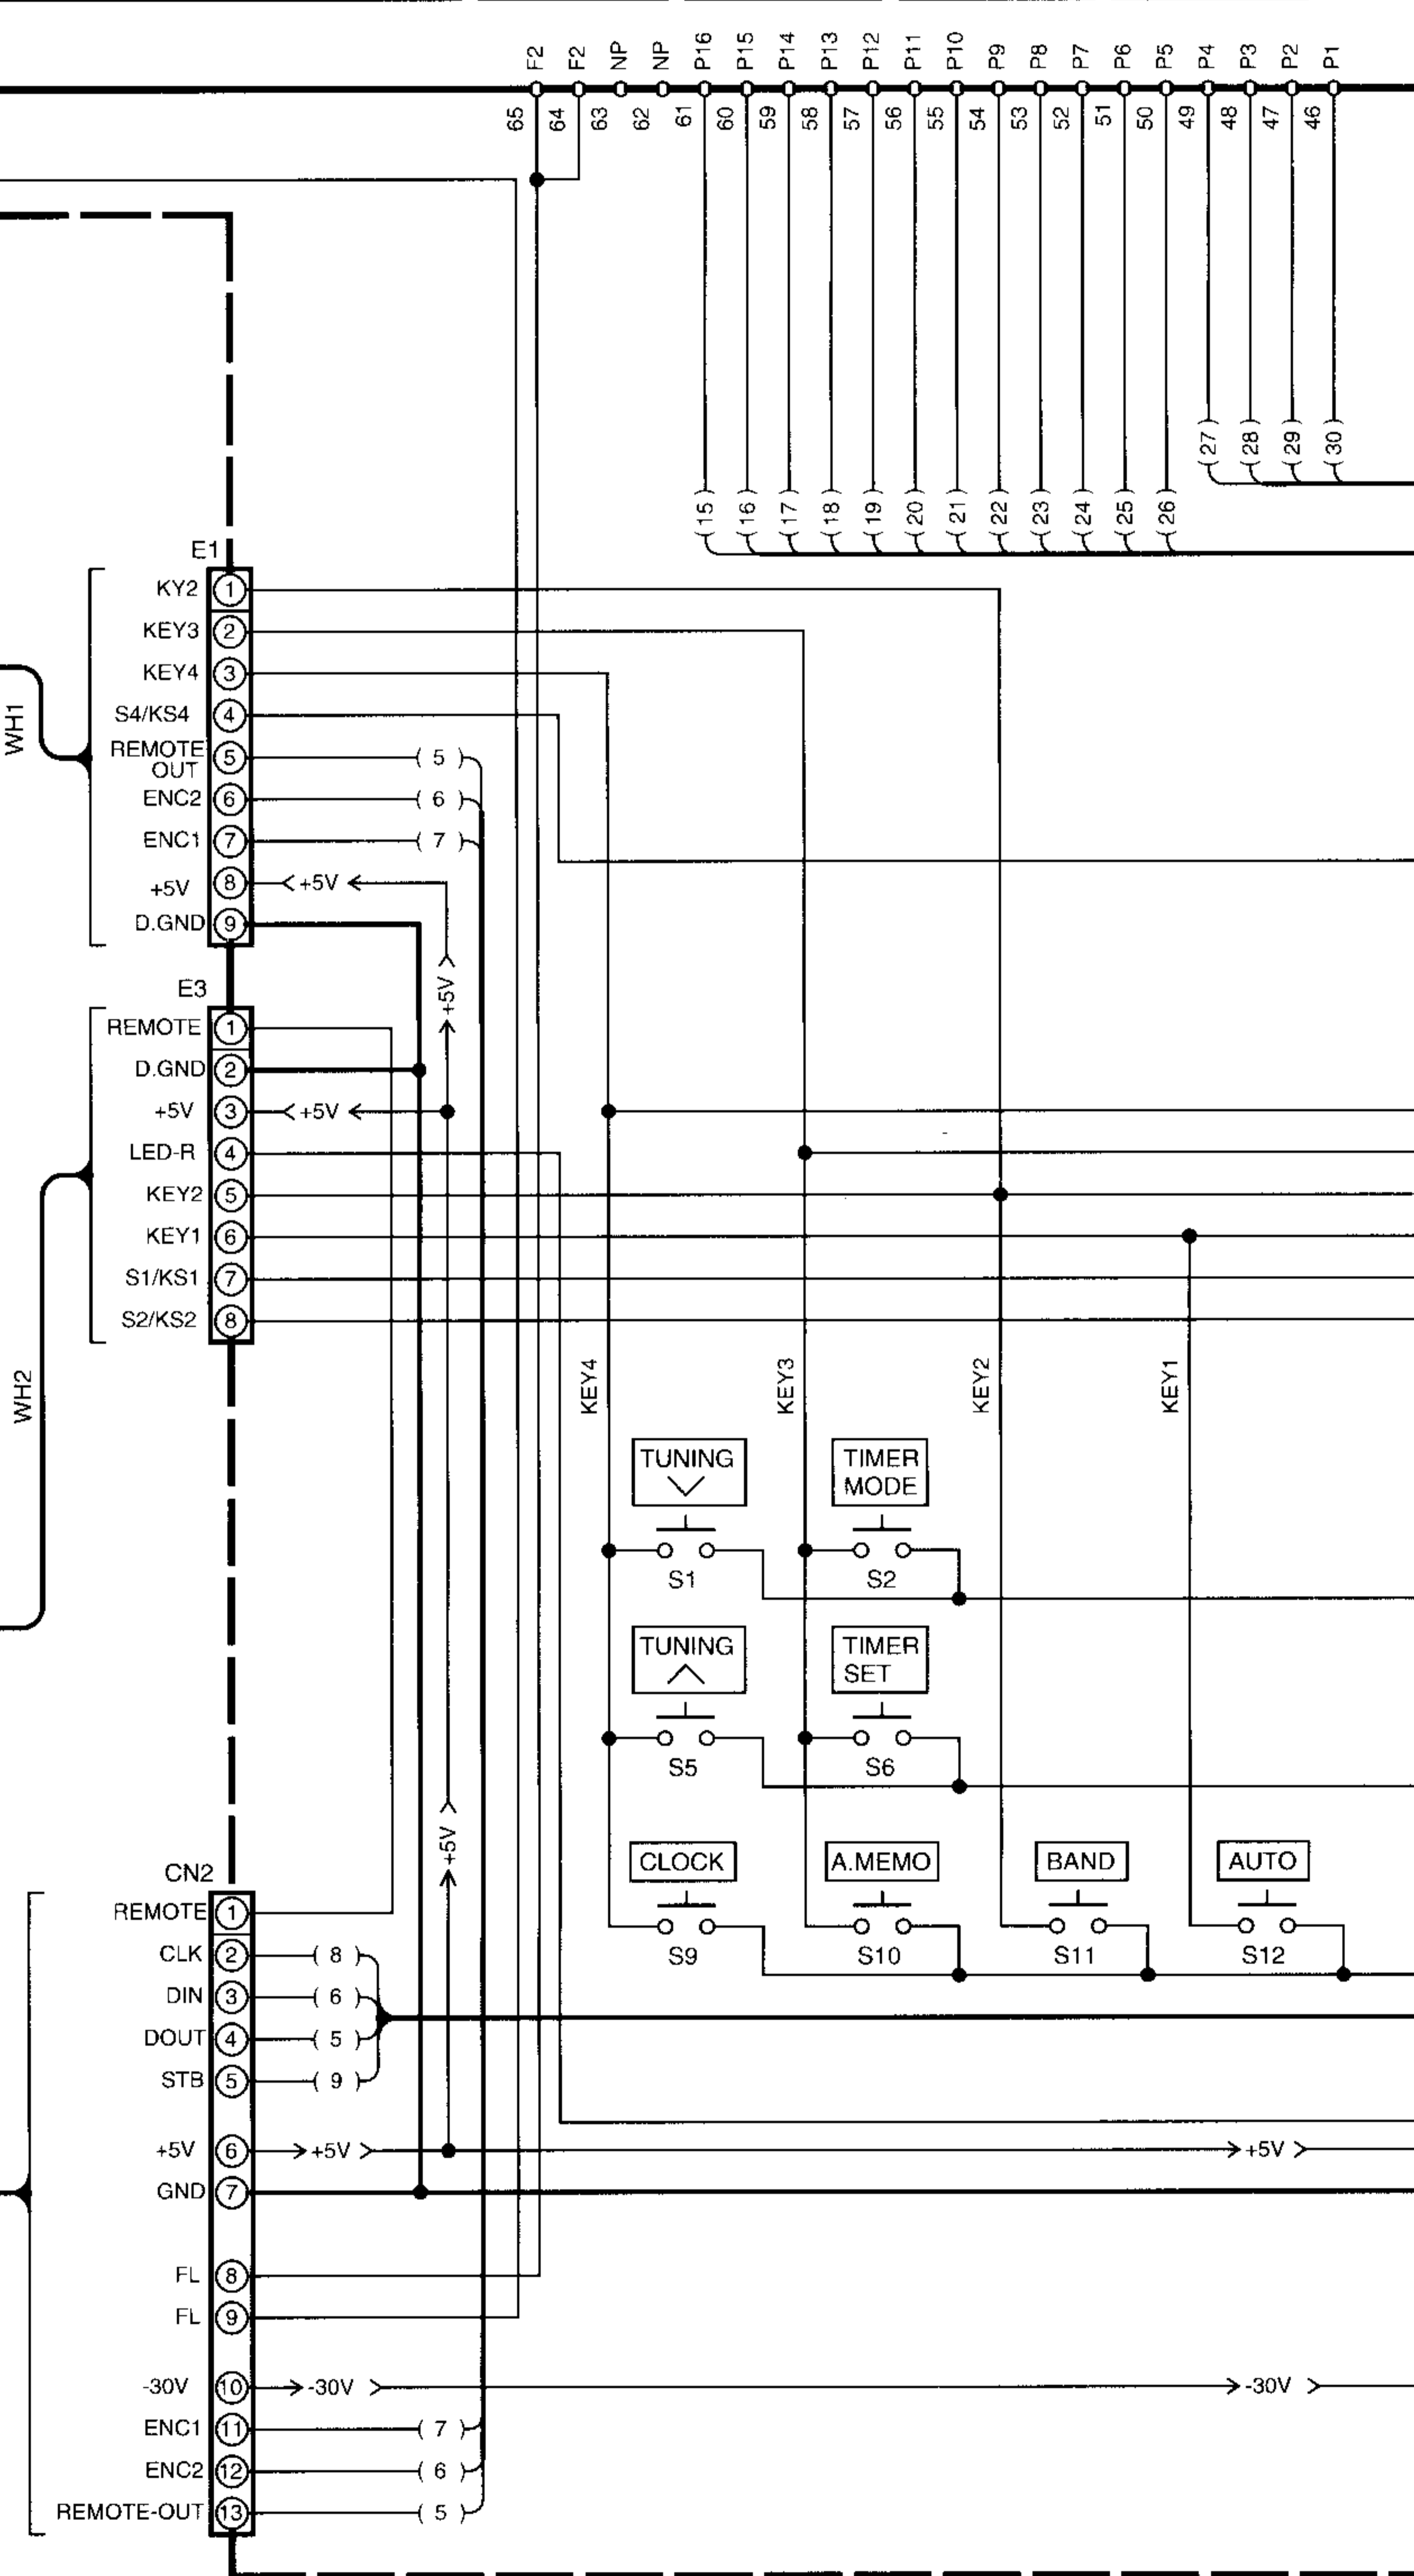 F2 F2 NP NP P16 P15 P14 P13 P12 P11 P10 P9 P8 P7 P6 P5 P4 P3 P2 P1
65 64 63 62 61 60 59 58 57 56 55 54 53 52 51 50 49 48 47 46
(27) (28) (29) (30)
(15) (16) (17) (18) (19) (20) (21) (22) (23) (24) (25) (26)
WH1
E1
KY2 1
KEY3 2
KEY4 3
S4/KS4 4
REMOTE
OUT 5 (5)
ENC2 6 (6)
ENC1 7 (7)
+5V 8 +5V
D.GND 9
+5V
E3
REMOTE 1
D.GND 2
+5V 3 +5V
LED-R 4
KEY2 5
KEY1 6
S1/KS1 7
S2/KS2 8
WH2
KEY4 KEY3 KEY2 KEY1
TUNING
S1
TIMER
MODE
S2
TUNING
S5
TIMER
SET
S6
+5V
CLOCK A.MEMO BAND AUTO
S9 S10 S11 S12
CN2
REMOTE 1
CLK 2 (8)
DIN 3 (6)
DOUT 4 (5)
STB 5 (9)
+5V 6 +5V +5V
GND 7
FL 8
FL 9
-30V 10 -30V -30V
ENC1 11 (7)
ENC2 12 (6)
REMOTE-OUT 13 (5)